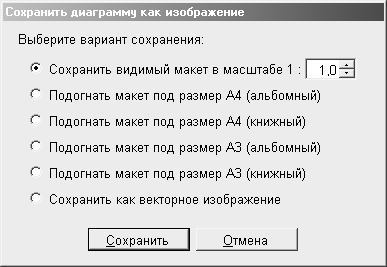 Сохранить диаграмму как изображение
Выберите вариант сохранения:
Сохранить видимый макет в масштабе 1 : 1,0
Подогнать макет под размер А4 (альбомный)
Подогнать макет под размер А4 (книжный)
Подогнать макет под размер А3 (альбомный)
Подогнать макет под размер А3 (книжный)
Сохранить как векторное изображение
Сохранить Отмена